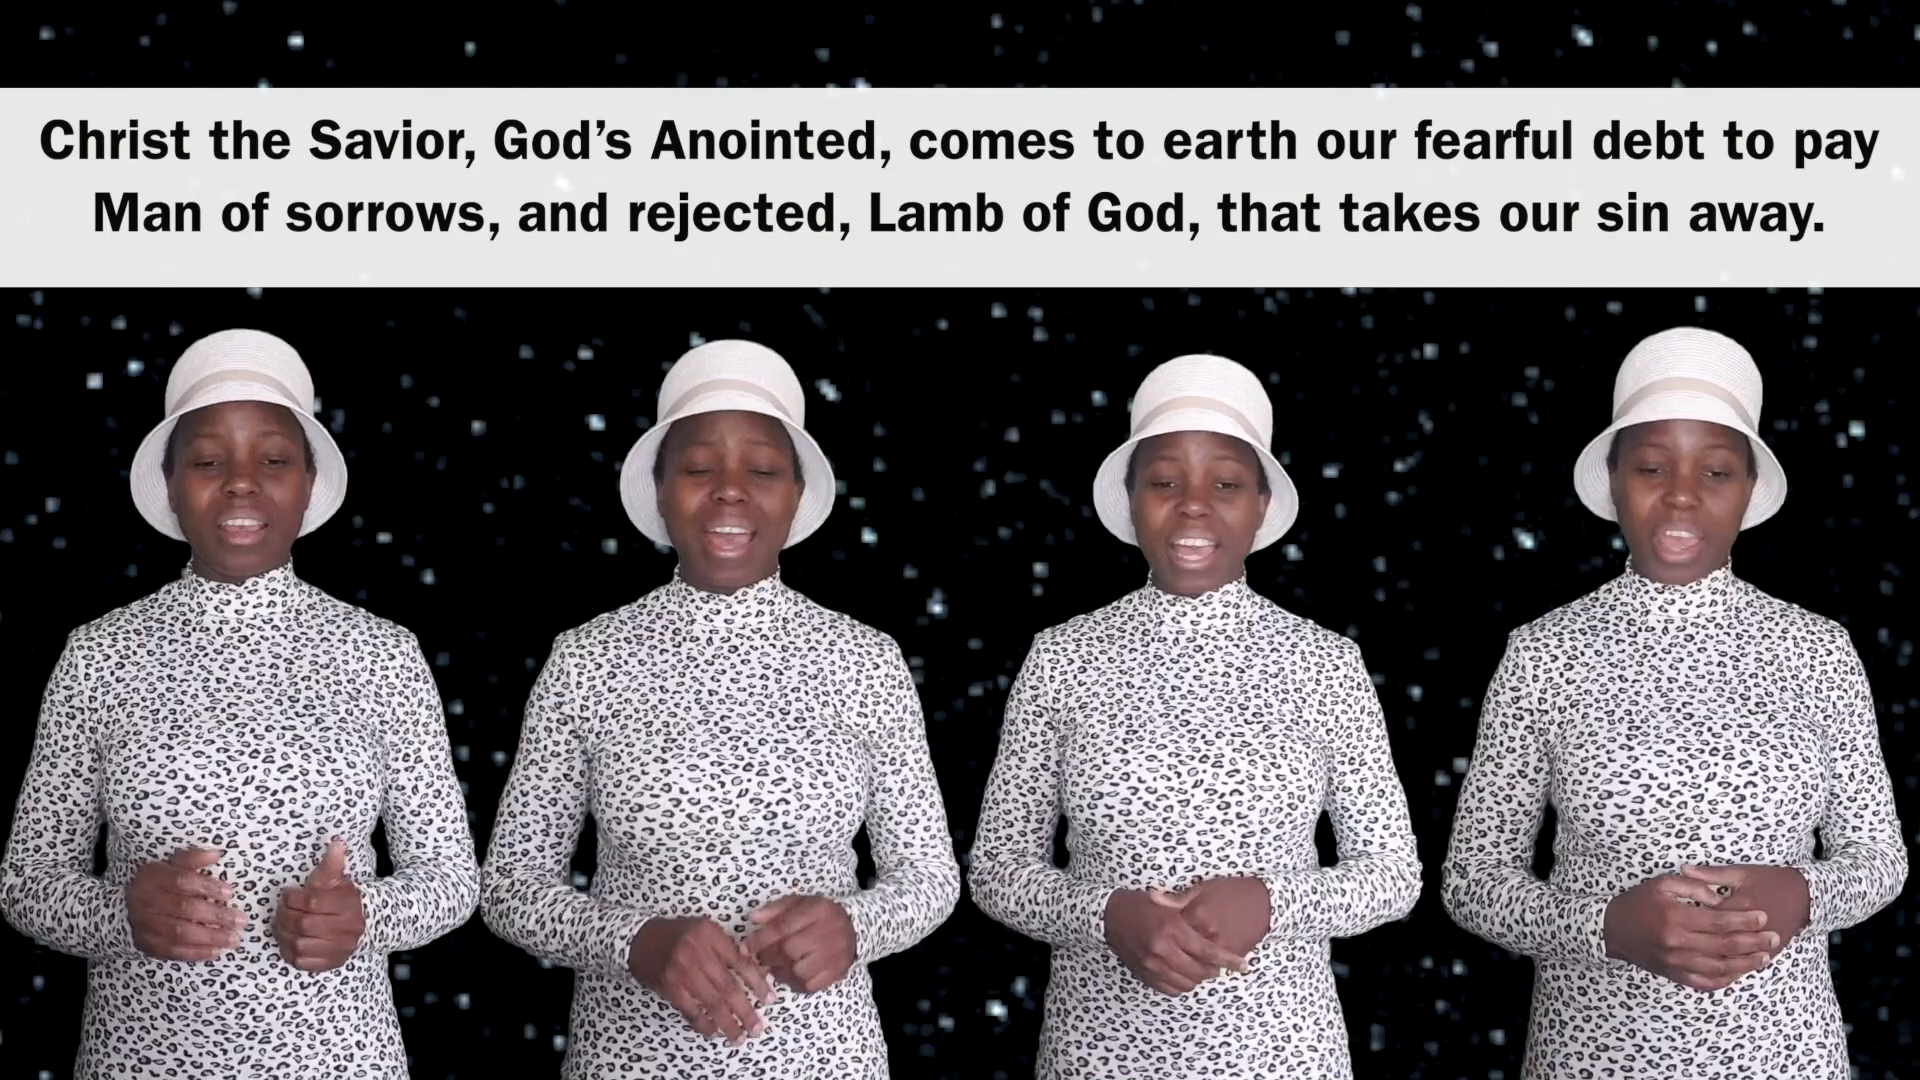 Christ the Savior, God’s Anointed, comes to earth our fearful debt to pay
Man of sorrows, and rejected, Lamb of God, that takes our sin away.